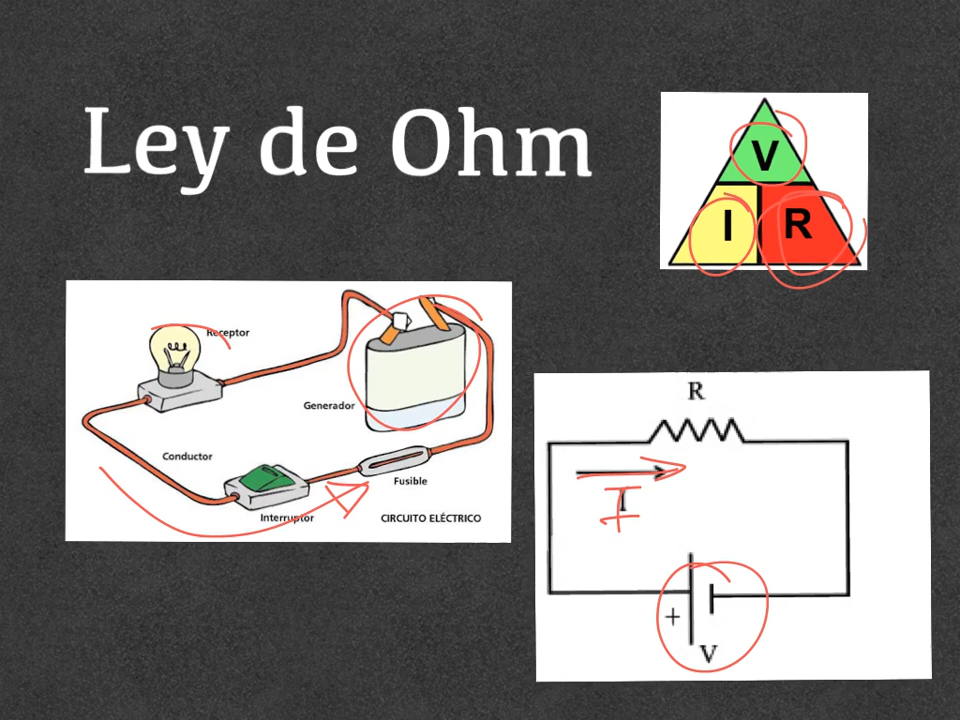 Ley de Ohm
V
I R
Receptor
Generador
Conductor
Fusible
Interruptor
CIRCUITO ELÉCTRICO
R
I
+
V